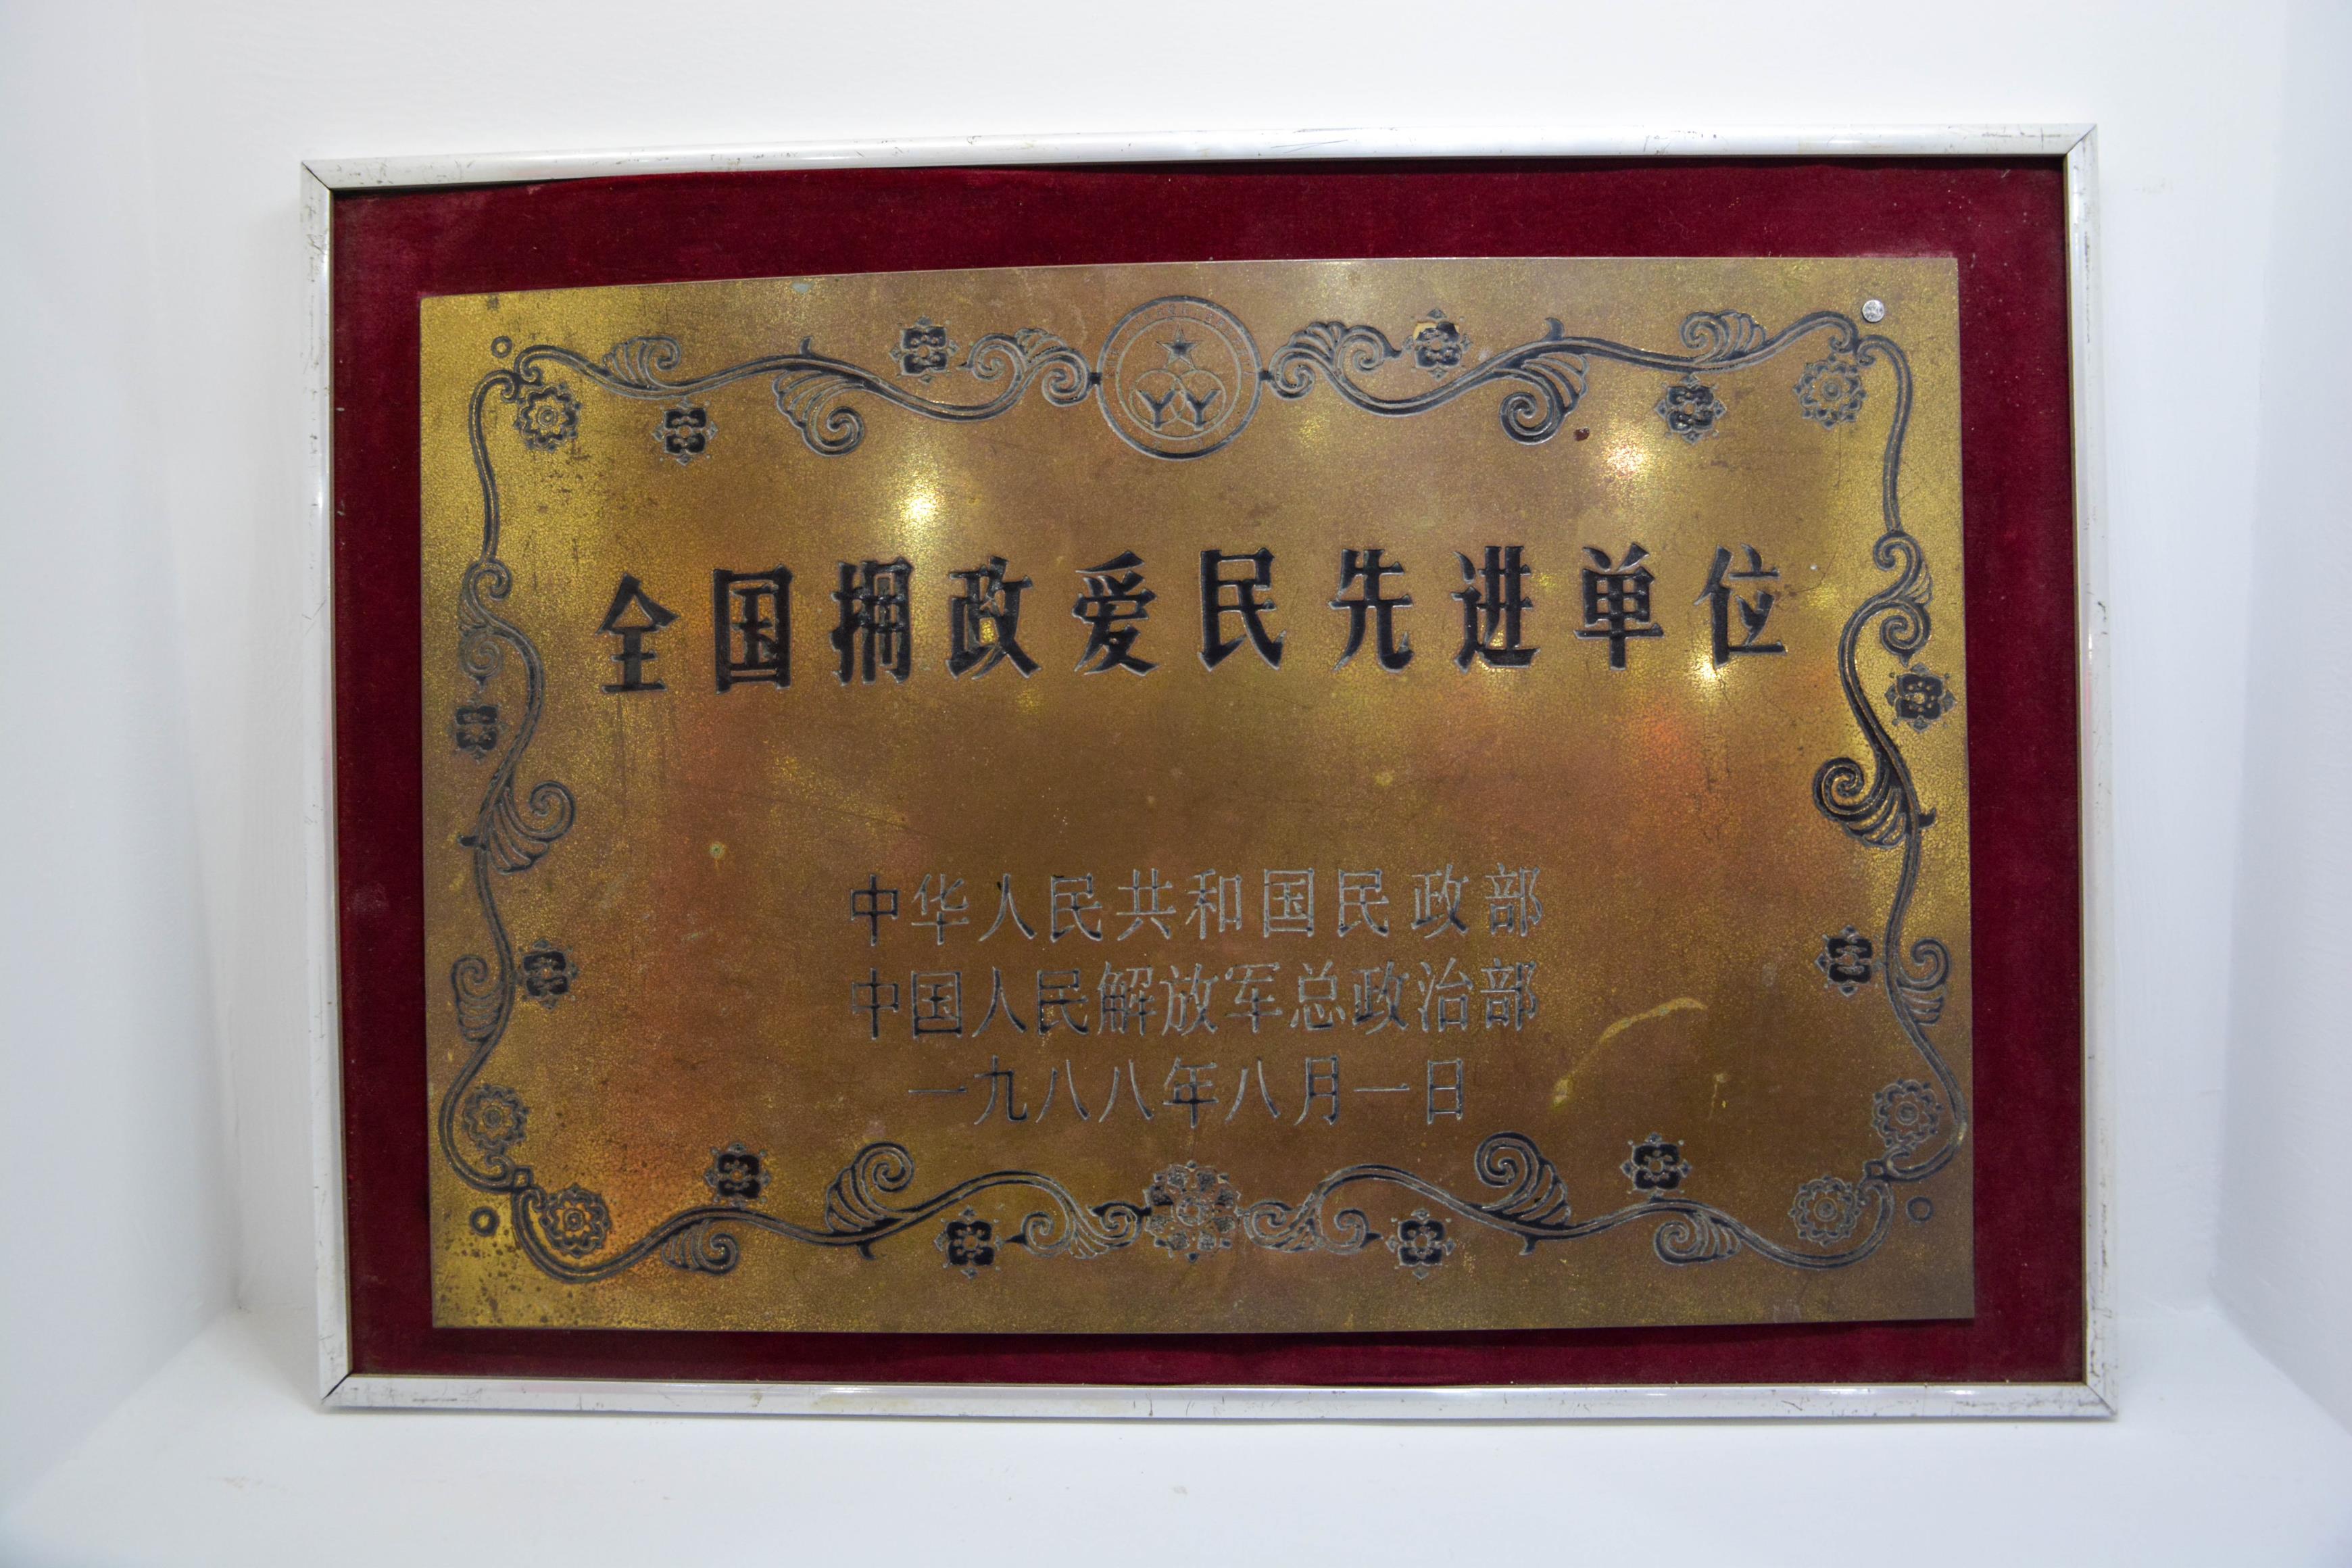 全国拥政爱民先进单位
中华人民共和国民政部
中国人民解放军总政治部
一九八八年八月一日